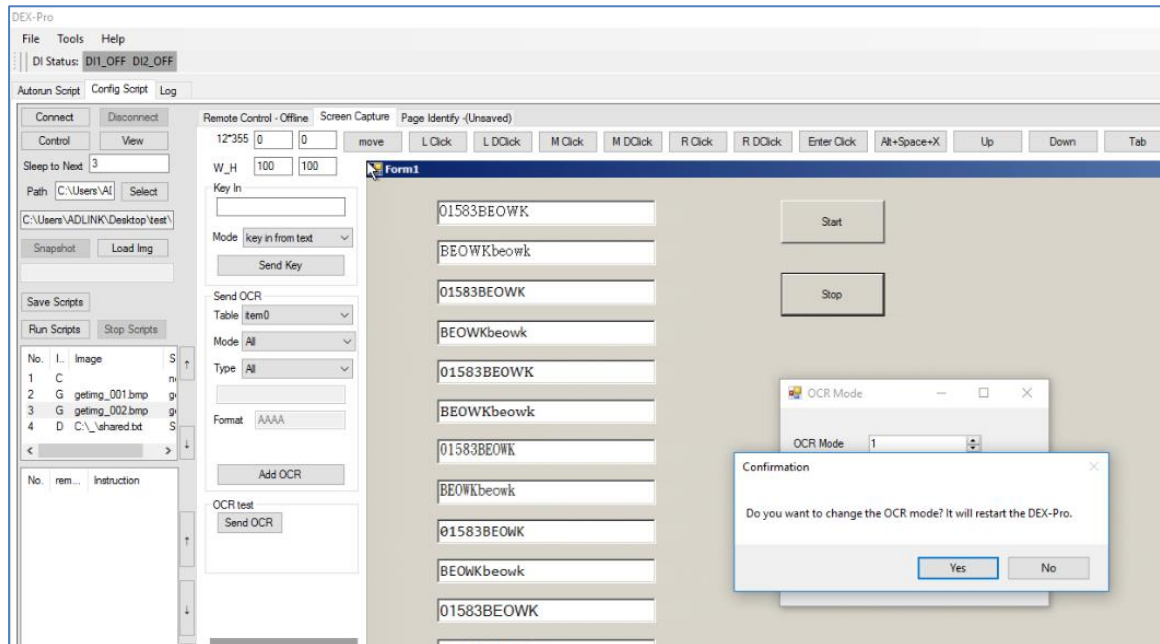 DEX-Pro
File Tools Help
DI Status: DI1_OFF DI2_OFF
Autorun Script Config Script Log
Connect Disconnect
Control View
Sleep to Next 3
Path C:\Users\AI Select
C:\Users\ADLINK\Desktop\test\
Snapshot Load Img
Save Scripts
Run Scripts Stop Scripts
No. I.. Image S
1 C
2 G getimg_001.bmp
3 G getimg_002.bmp
4 D C:\_\shared.txt S
No. rem... Instruction
Remote Control - Offline Screen Capture Page Identify -(Unsaved)
12*355 0 0 move L Click L DClick M Click M DClick R Click R DClick Enter Click Alt+Space+X Up Down Tab
W_H 100 100
Key In
Mode key in from text
Send Key
Send OCR
Table item0
Mode All
Type All
Format AAAA
Add OCR
OCR test
Send OCR
Form1
01583BEOWK
BEOWKbeowk
01583BEOWK
BEOWKbeowk
01583BEOWK
BEOWKbeowk
01583BEOWK
BEOWKbeowk
01583BEOWK
BEOWKbeowk
01583BEOWK
Start
Stop
OCR Mode
OCR Mode 1
Confirmation
Do you want to change the OCR mode? It will restart the DEX-Pro.
Yes No